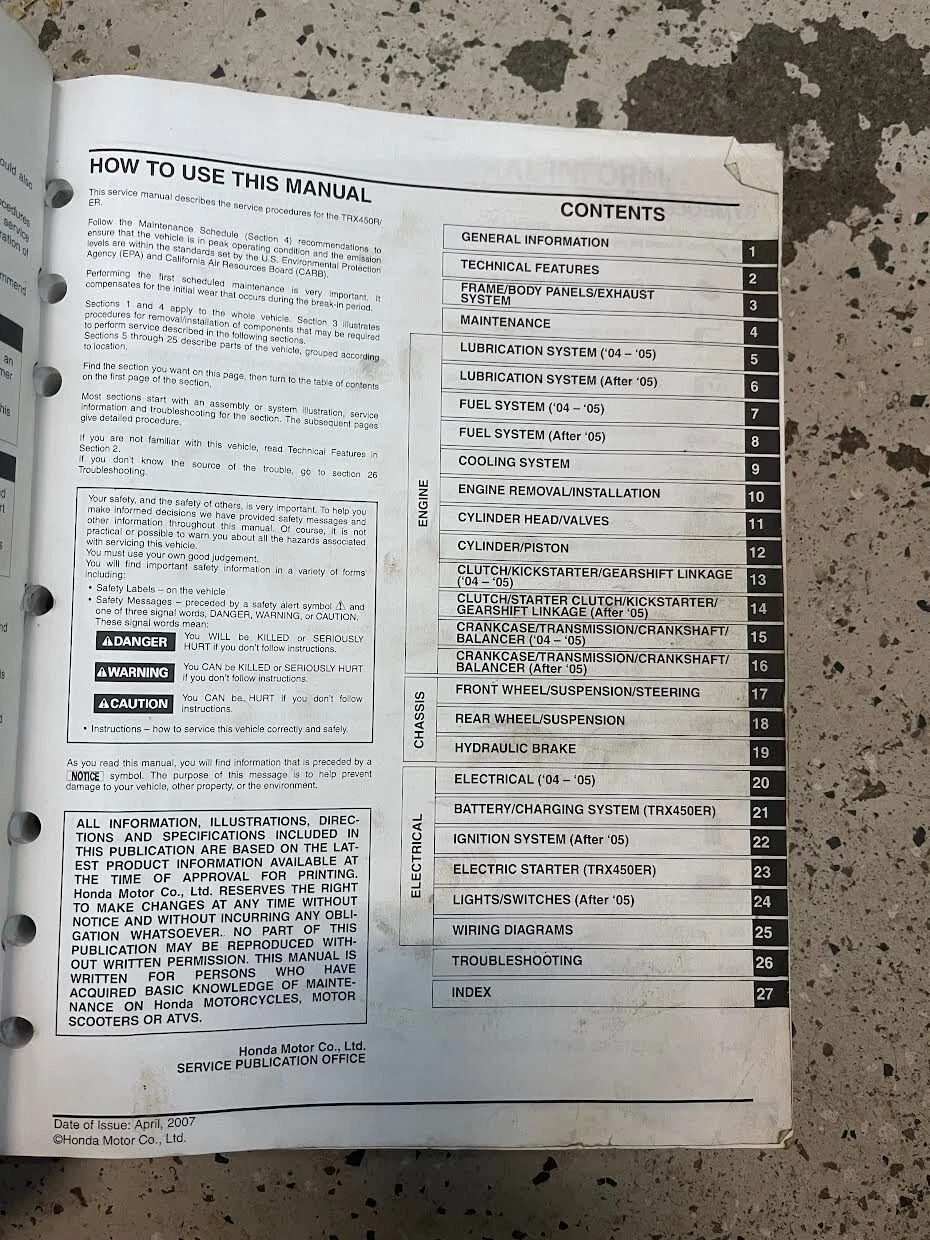 ould also
ocedures
service
ration of
mmend
an
his
HOW TO USE THIS MANUAL
This service manual describes the service procedures for the TRX450R/
ER.
Follow the Maintenance Schedule (Section 4) recommendations to
ensure that the vehicle is in peak operating condition and the emission
levels are within the standards set by the U.S. Environmental Protection
Agency (EPA) and California Air Resources Board (CARB).
Performing the first scheduled maintenance is very important. It
compensates for the initial wear that occurs during the break-in period.
Sections 1 and 4 apply to the whole vehicle. Section 3 illustrates
procedures for removal/installation of components that may be required
to perform service described in the following sections.
Sections 5 through 25 describe parts of the vehicle, grouped according
to location.
Find the section you want on this page, then turn to the table of contents
on the first page of the section.
Most sections start with an assembly or system illustration, service
information and troubleshooting for the section. The subsequent pages
give detailed procedure.
If you are not familiar with this vehicle, read Technical Features in
Section 2.
If you don't know the source of the trouble, go to section 26
Troubleshooting.
Your safety, and the safety of others, is very important. To help you
make informed decisions we have provided safety messages and
other information throughout this manual. Of course, it is not
practical or possible to warn you about all the hazards associated
with servicing this vehicle.
You must use your own good judgement.
You will find important safety information in a variety of forms
including:
• Safety Labels – on the vehicle
• Safety Messages – preceded by a safety alert symbol ⚠ and
one of three signal words, DANGER, WARNING, or CAUTION.
These signal words mean:
⚠DANGER You WILL be KILLED or SERIOUSLY
HURT if you don't follow instructions.
⚠WARNING You CAN be KILLED or SERIOUSLY HURT
if you don't follow instructions.
⚠CAUTION You CAN be HURT if you don't follow
instructions.
• Instructions – how to service this vehicle correctly and safely.
As you read this manual, you will find information that is preceded by a
NOTICE symbol. The purpose of this message is to help prevent
damage to your vehicle, other property, or the environment.
ALL INFORMATION, ILLUSTRATIONS, DIREC-
TIONS AND SPECIFICATIONS INCLUDED IN
THIS PUBLICATION ARE BASED ON THE LAT-
EST PRODUCT INFORMATION AVAILABLE AT
THE TIME OF APPROVAL FOR PRINTING.
Honda Motor Co., Ltd. RESERVES THE RIGHT
TO MAKE CHANGES AT ANY TIME WITHOUT
NOTICE AND WITHOUT INCURRING ANY OBLI-
GATION WHATSOEVER. NO PART OF THIS
PUBLICATION MAY BE REPRODUCED WITH-
OUT WRITTEN PERMISSION. THIS MANUAL IS
WRITTEN FOR PERSONS WHO HAVE
ACQUIRED BASIC KNOWLEDGE OF MAINTE-
NANCE ON Honda MOTORCYCLES, MOTOR
SCOOTERS OR ATVS.
Honda Motor Co., Ltd.
SERVICE PUBLICATION OFFICE
CONTENTS
GENERAL INFORMATION 1
TECHNICAL FEATURES 2
FRAME/BODY PANELS/EXHAUST
SYSTEM 3
MAINTENANCE 4
ENGINE
LUBRICATION SYSTEM ('04 – '05) 5
LUBRICATION SYSTEM (After '05) 6
FUEL SYSTEM ('04 – '05) 7
FUEL SYSTEM (After '05) 8
COOLING SYSTEM 9
ENGINE REMOVAL/INSTALLATION 10
CYLINDER HEAD/VALVES 11
CYLINDER/PISTON 12
CLUTCH/KICKSTARTER/GEARSHIFT LINKAGE
('04 – '05) 13
CLUTCH/STARTER CLUTCH/KICKSTARTER/
GEARSHIFT LINKAGE (After '05) 14
CRANKCASE/TRANSMISSION/CRANKSHAFT/
BALANCER ('04 – '05) 15
CRANKCASE/TRANSMISSION/CRANKSHAFT/
BALANCER (After '05) 16
CHASSIS
FRONT WHEEL/SUSPENSION/STEERING 17
REAR WHEEL/SUSPENSION 18
HYDRAULIC BRAKE 19
ELECTRICAL
ELECTRICAL ('04 – '05) 20
BATTERY/CHARGING SYSTEM (TRX450ER) 21
IGNITION SYSTEM (After '05) 22
ELECTRIC STARTER (TRX450ER) 23
LIGHTS/SWITCHES (After '05) 24
WIRING DIAGRAMS 25
TROUBLESHOOTING 26
INDEX 27
Date of Issue: April, 2007
©Honda Motor Co., Ltd.